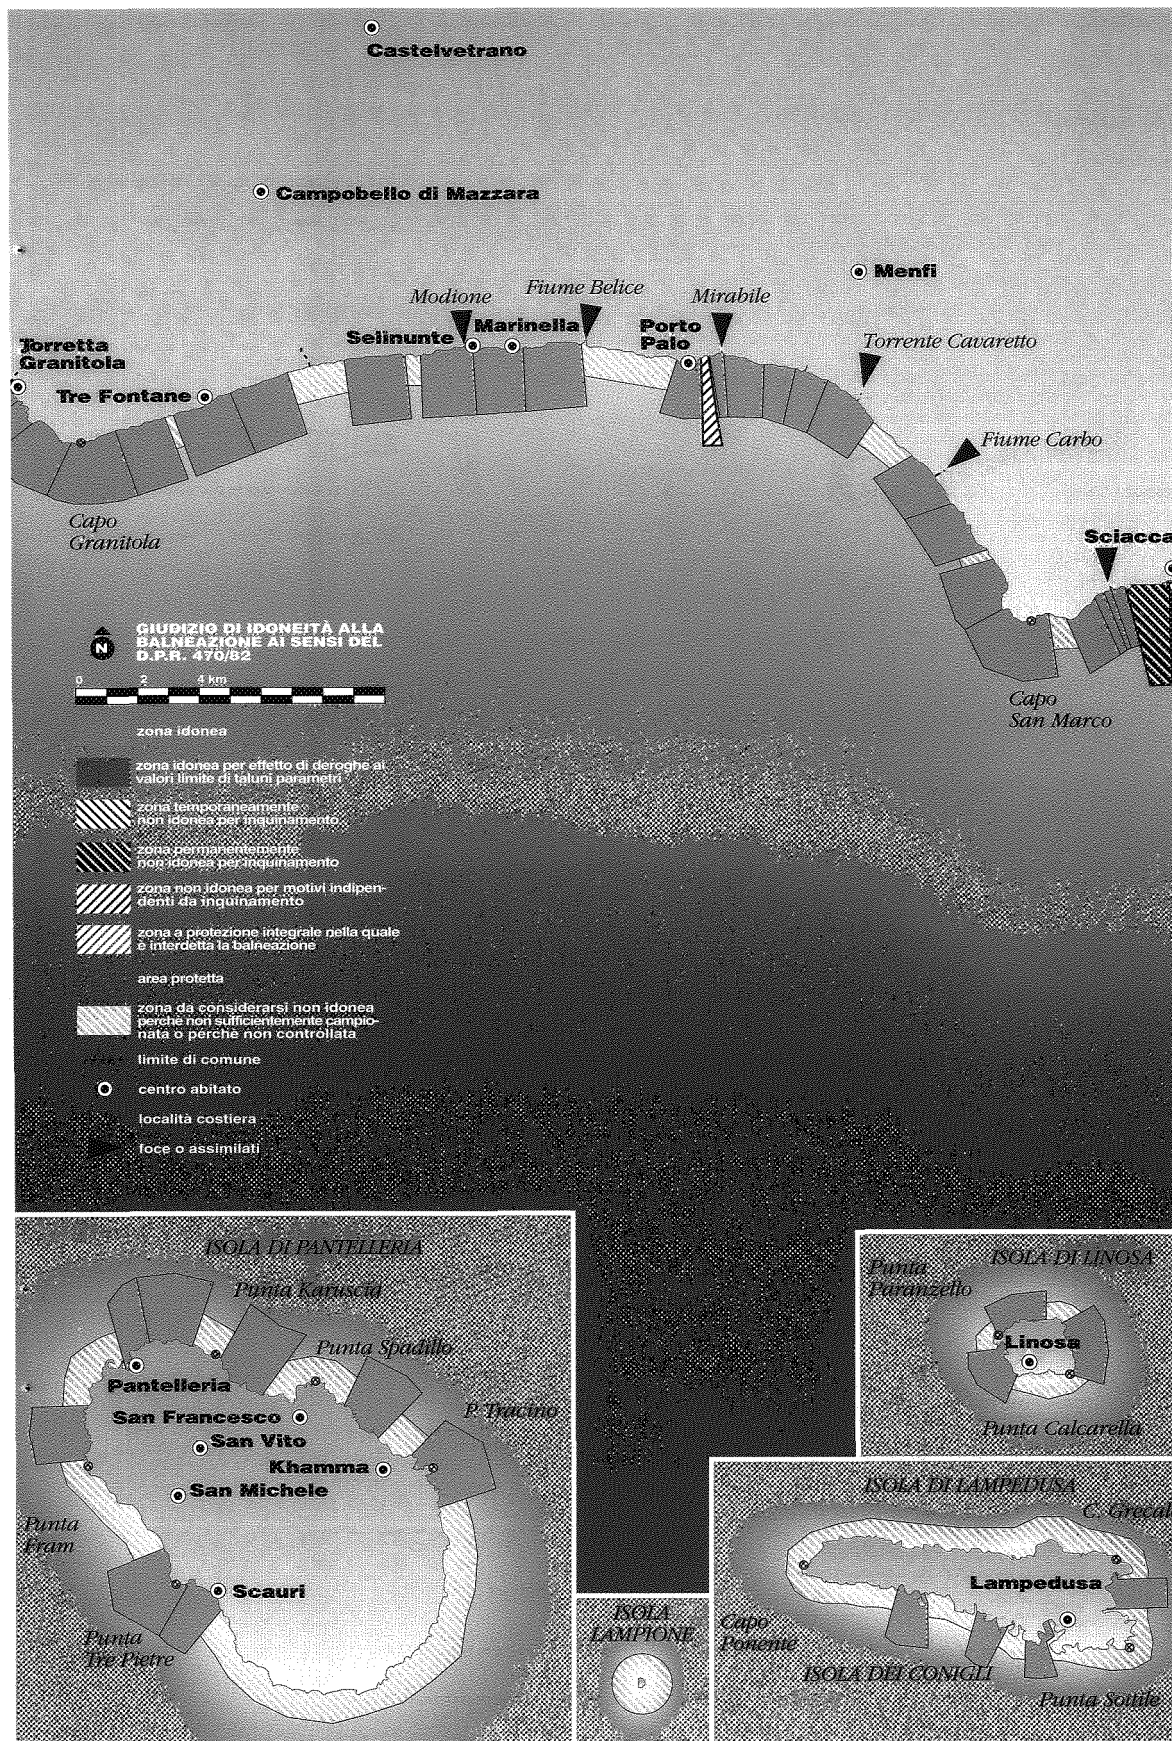 Castelvetrano
Campobello di Mazzara
Menfi
Fiume Belice
Modione
Mirabile
Selinunte
Marinella
Porto
Palo
Torrente Cavaretto
Torretta
Granitola
Tre Fontane
Fiume Carbo
Capo
Granitola
Sciacca
Capo
San Marco
N
GIUDIZIO DI IDONEITÀ ALLA
BALNEAZIONE AI SENSI DEL
D.P.R. 470/82
0 2 4 km
zona idonea
zona idonea per effetto di deroghe ai
valori limite di taluni parametri
zona temporaneamente
non idonea per inquinamento
zona permanentemente
non idonea per inquinamento
zona non idonea per motivi indipen-
denti da inquinamento
zona a protezione integrale nella quale
è interdetta la balneazione
area protetta
zona da considerarsi non idonea
perchè non sufficientemente campio-
nata o perchè non controllata
limite di comune
centro abitato
località costiera
foce o assimilati
ISOLA DI PANTELLERIA
Punta Karuscia
Punta Spadillo
Pantelleria
P. Tracino
San Francesco
San Vito
Khamma
San Michele
Punta
Fram
Scauri
Punta
Tre Pietre
ISOLA DI LINOSA
Punta
Paranzello
Linosa
Punta Calcarella
ISOLA DI LAMPEDUSA
C. Grecale
Lampedusa
Capo
Ponente
ISOLA DEI CONIGLI
Punta Sottile
ISOLA
LAMPIONE